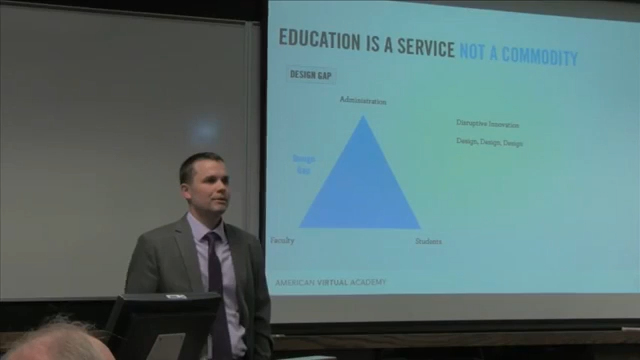 EDUCATION IS A SERVICE NOT A COMMODITY
DESIGN GAP
Administration
Disruptive Innovation
Design, Design, Design
Design
Gap
Faculty
Students
AMERICAN VIRTUAL ACADEMY